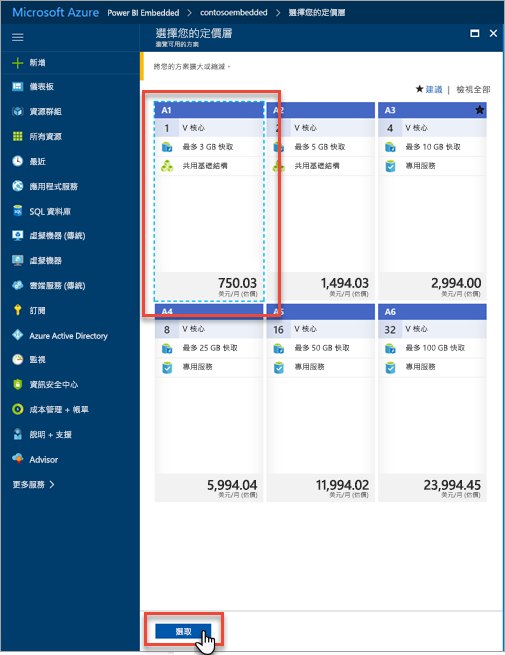 Microsoft Azure Power BI Embedded > contosoembedded > 選擇您的定價層
選擇您的定價層
瀏覽可用的方案
新增
儀表板
資源群組
所有資源
最近
應用程式服務
SQL 資料庫
虛擬機器 (傳統)
虛擬機器
雲端服務 (傳統)
訂閱
Azure Active Directory
監視
資訊安全中心
成本管理 + 帳單
說明 + 支援
Advisor
更多服務 >
將您的方案擴大或縮減。
★ 建議 | 檢視全部
A1
1 V 核心
最多 3 GB 快取
共用基礎結構
750.03
美元/月 (估價)
A2
2 V 核心
最多 5 GB 快取
共用基礎結構
1,494.03
美元/月 (估價)
A3 ★
4 V 核心
最多 10 GB 快取
專用服務
2,994.00
美元/月 (估價)
A4
8 V 核心
最多 25 GB 快取
專用服務
5,994.04
美元/月 (估價)
A5
16 V 核心
最多 50 GB 快取
專用服務
11,994.02
美元/月 (估價)
A6
32 V 核心
最多 100 GB 快取
專用服務
23,994.45
美元/月 (估價)
選取